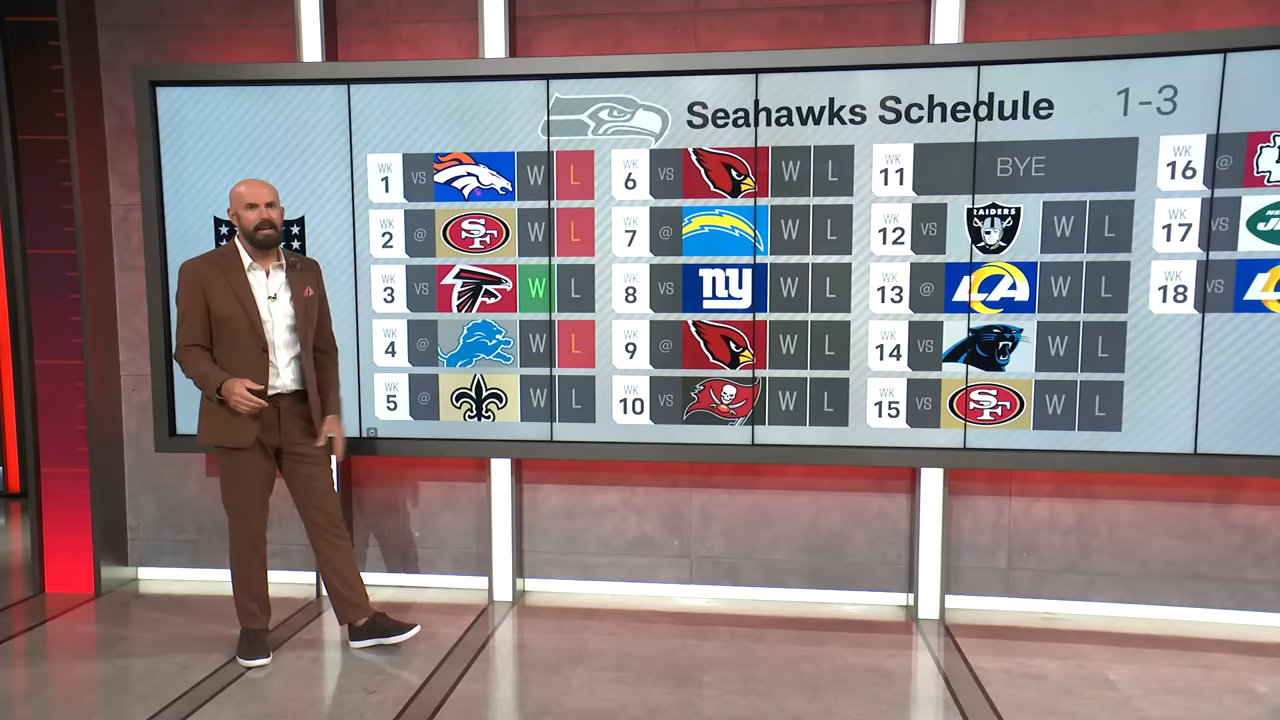 Seahawks Schedule 1-3
WK 1 VS W L
WK 2 @ W L
WK 3 VS W L
WK 4 @ W L
WK 5 @ W L
WK 6 VS W L
WK 7 @ W L
WK 8 VS ny W L
WK 9 @ W L
WK 10 VS W L
WK 11 BYE
WK 12 VS RAIDERS W L
WK 13 @ LA W L
WK 14 VS W L
WK 15 VS SF W L
WK 16 @
WK 17 VS
WK 18 VS
SF